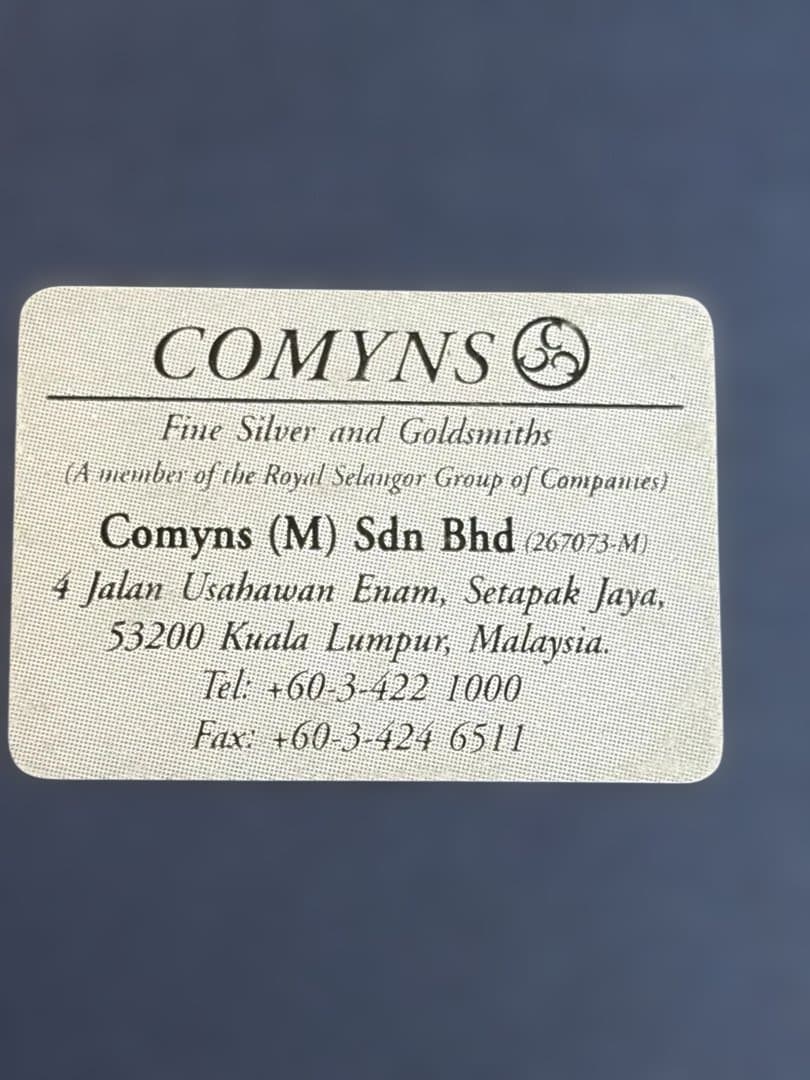 COMYNS
Fine Silver and Goldsmiths
(A member of the Royal Selangor Group of Companies)
Comyns (M) Sdn Bhd (267073-M)
4 Jalan Usahawan Enam, Setapak Jaya,
53200 Kuala Lumpur, Malaysia.
Tel: +60-3-422 1000
Fax: +60-3-424 6511